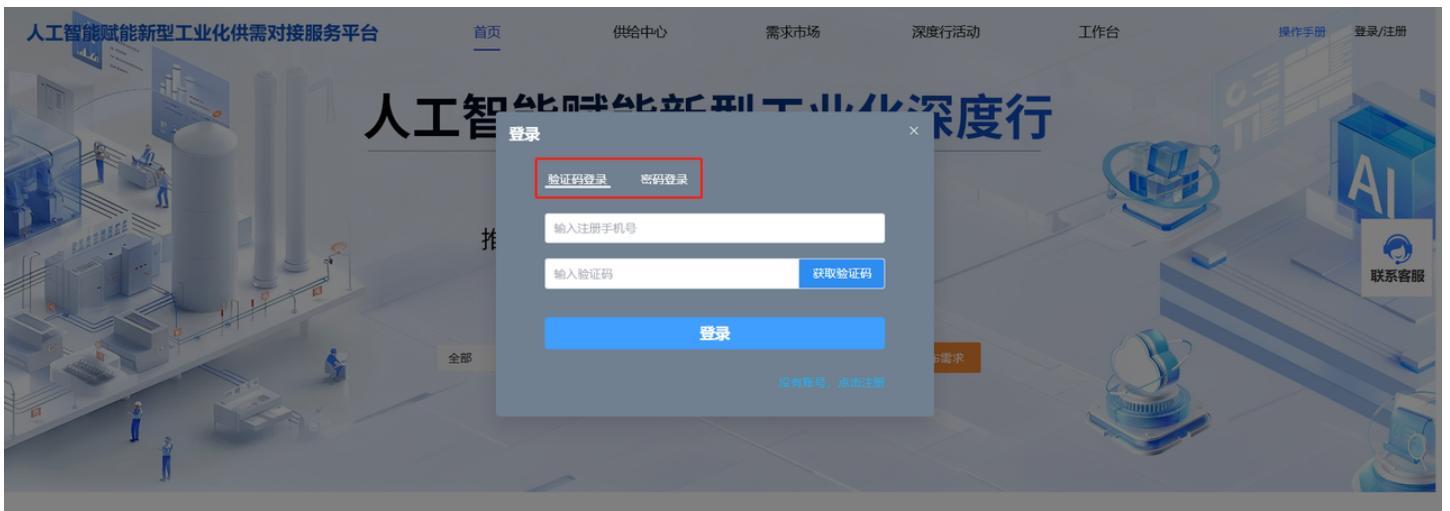 人工智能赋能新型工业化供需对接服务平台
首页
供给中心
需求市场
深度行活动
工作台
操作手册
登录/注册
人工智能赋能新型工业化深度行
登录
×
验证码登录
密码登录
输入注册手机号
输入验证码
获取验证码
登录
没有账号，点击注册
推
全部
需求
AI
联系客服